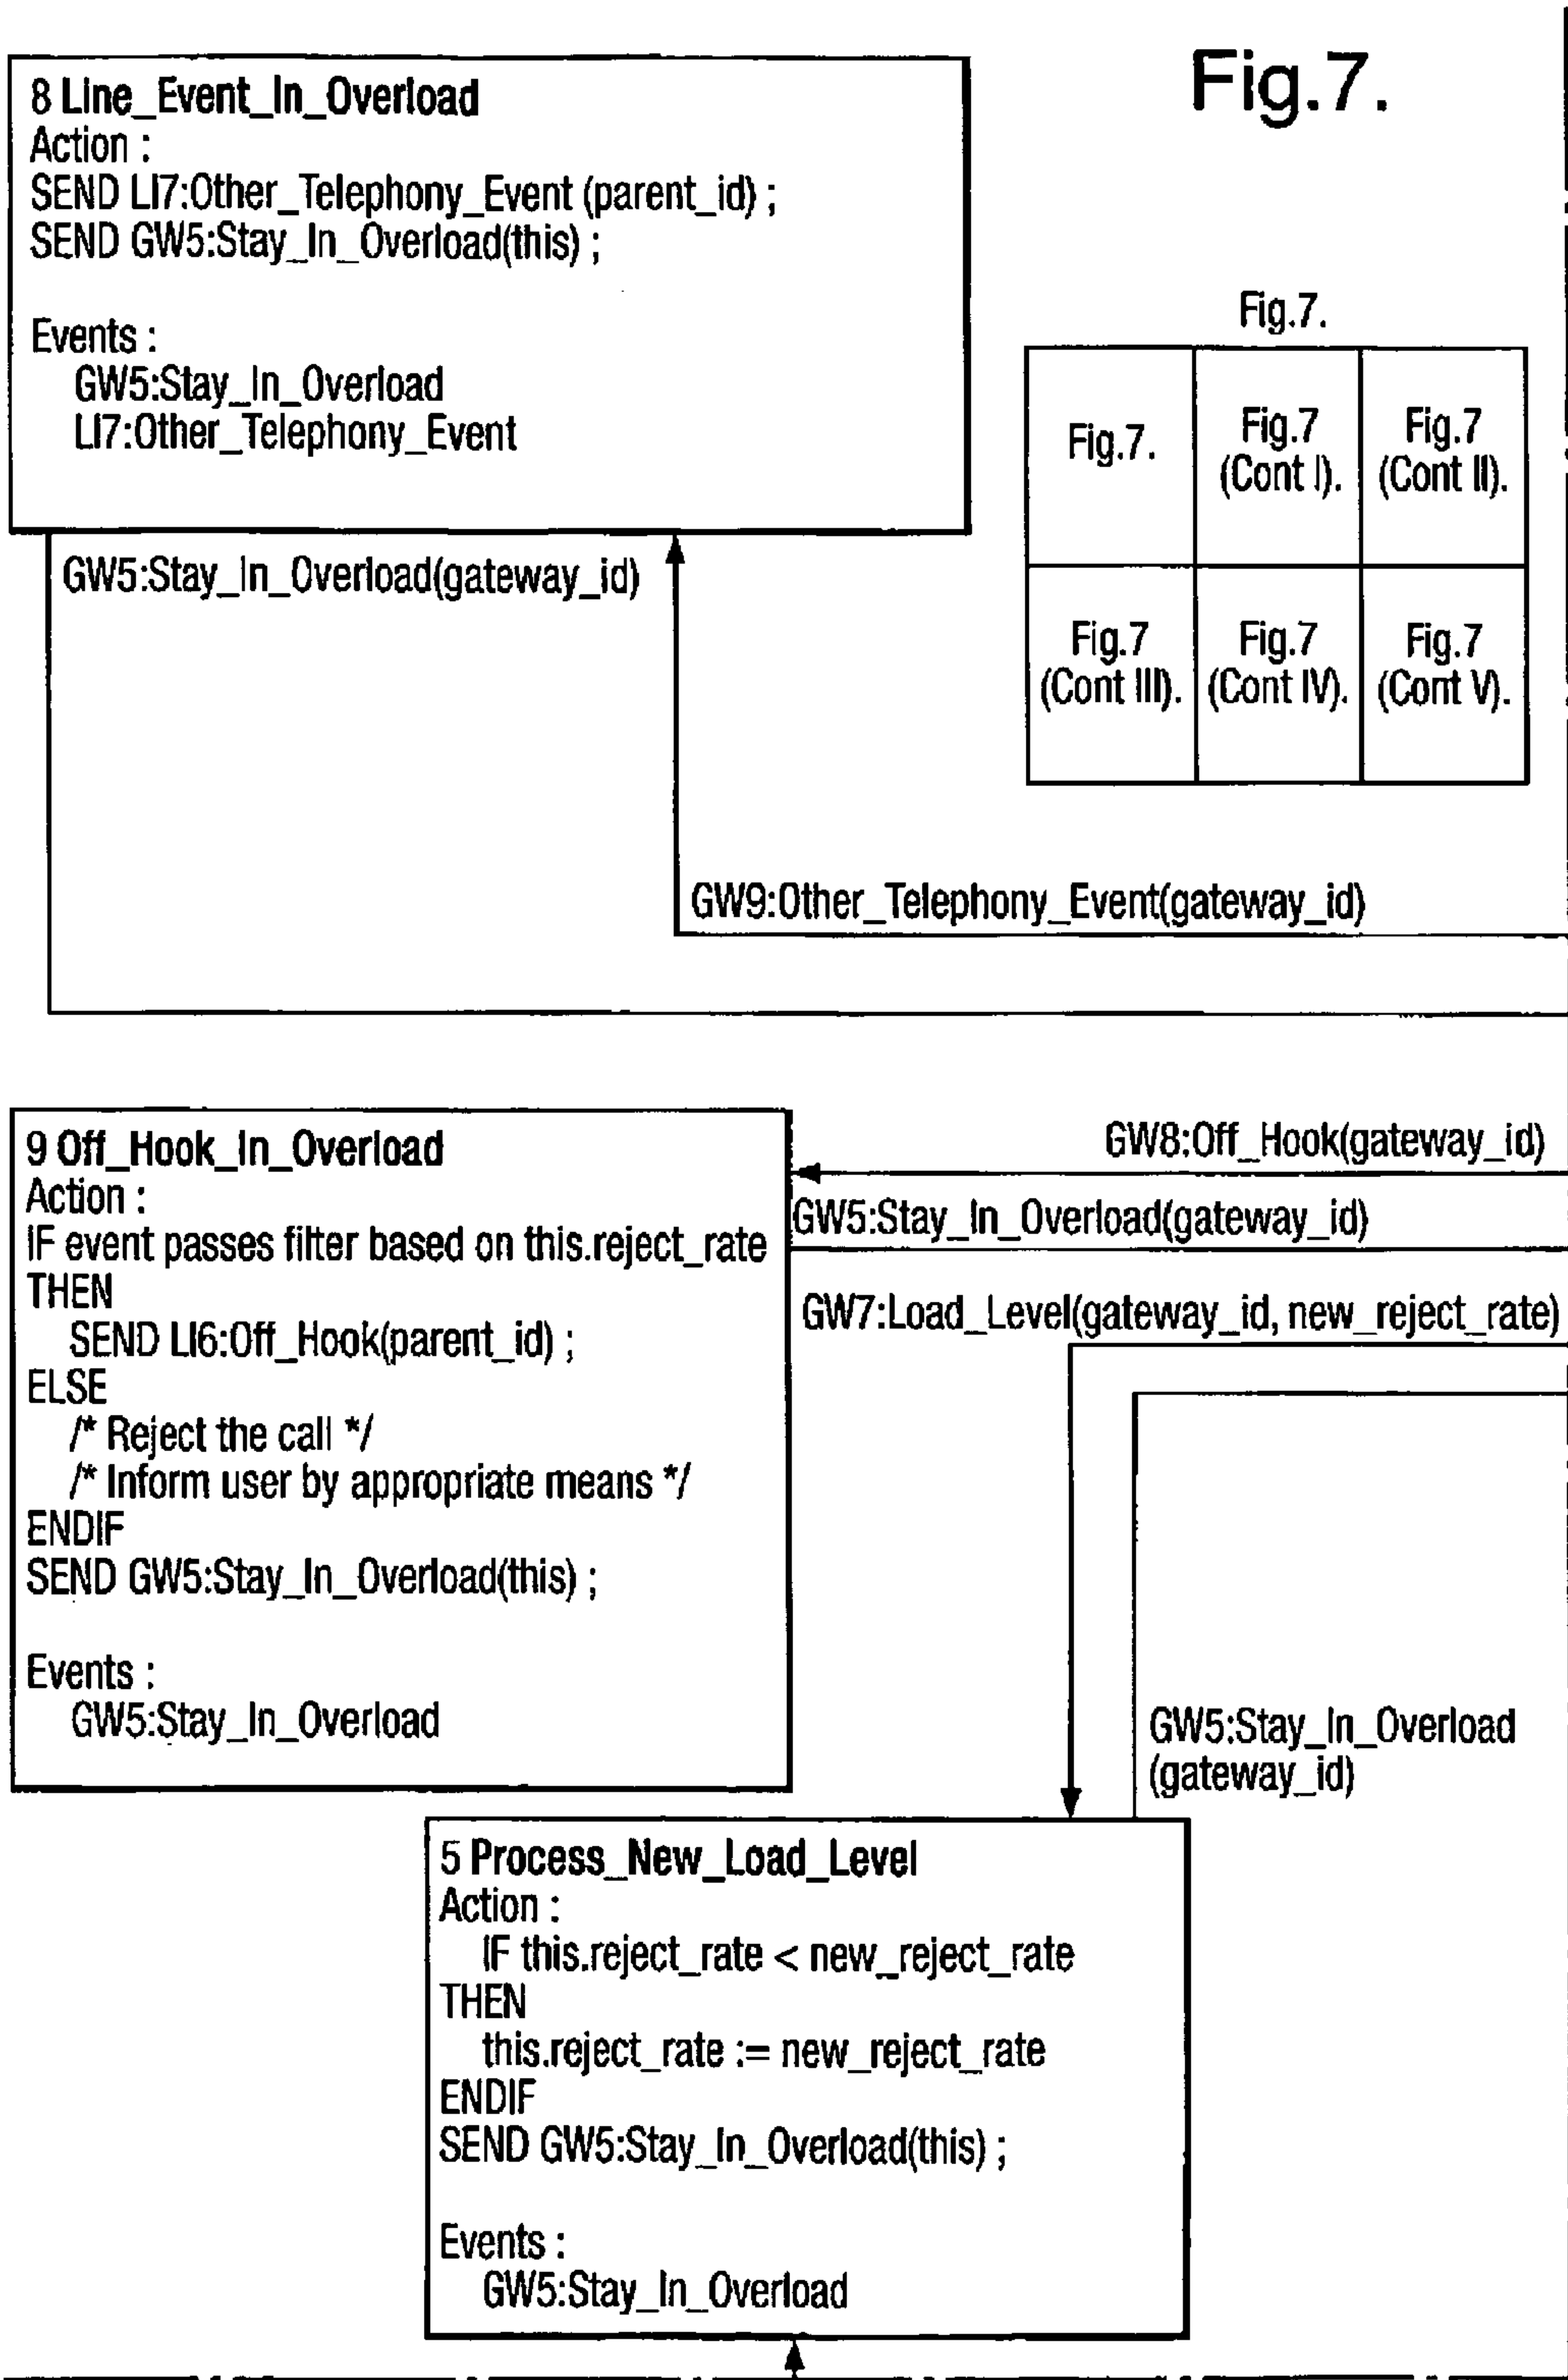 Fig.7.
8 Line_Event_In_Overload
Action :
SEND LI7:Other_Telephony_Event (parent_id) ;
SEND GW5:Stay_In_Overload(this) ;
Events :
GW5:Stay_In_Overload
LI7:Other_Telephony_Event
Fig.7.
Fig.7.
Fig.7
(Cont I).
Fig.7
(Cont II).
Fig.7
(Cont III).
Fig.7
(Cont IV).
Fig.7
(Cont V).
GW5:Stay_In_Overload(gateway_id)
GW9:Other_Telephony_Event(gateway_id)
9 Off_Hook_In_Overload
Action :
IF event passes filter based on this.reject_rate
THEN
SEND LI6:Off_Hook(parent_id) ;
ELSE
/* Reject the call */
/* Inform user by appropriate means */
ENDIF
SEND GW5:Stay_In_Overload(this) ;
Events :
GW5:Stay_In_Overload
GW8:Off_Hook(gateway_id)
GW5:Stay_In_Overload(gateway_id)
GW7:Load_Level(gateway_id, new_reject_rate)
GW5:Stay_In_Overload
(gateway_id)
5 Process_New_Load_Level
Action :
IF this.reject_rate < new_reject_rate
THEN
this.reject_rate := new_reject_rate
ENDIF
SEND GW5:Stay_In_Overload(this) ;
Events :
GW5:Stay_In_Overload